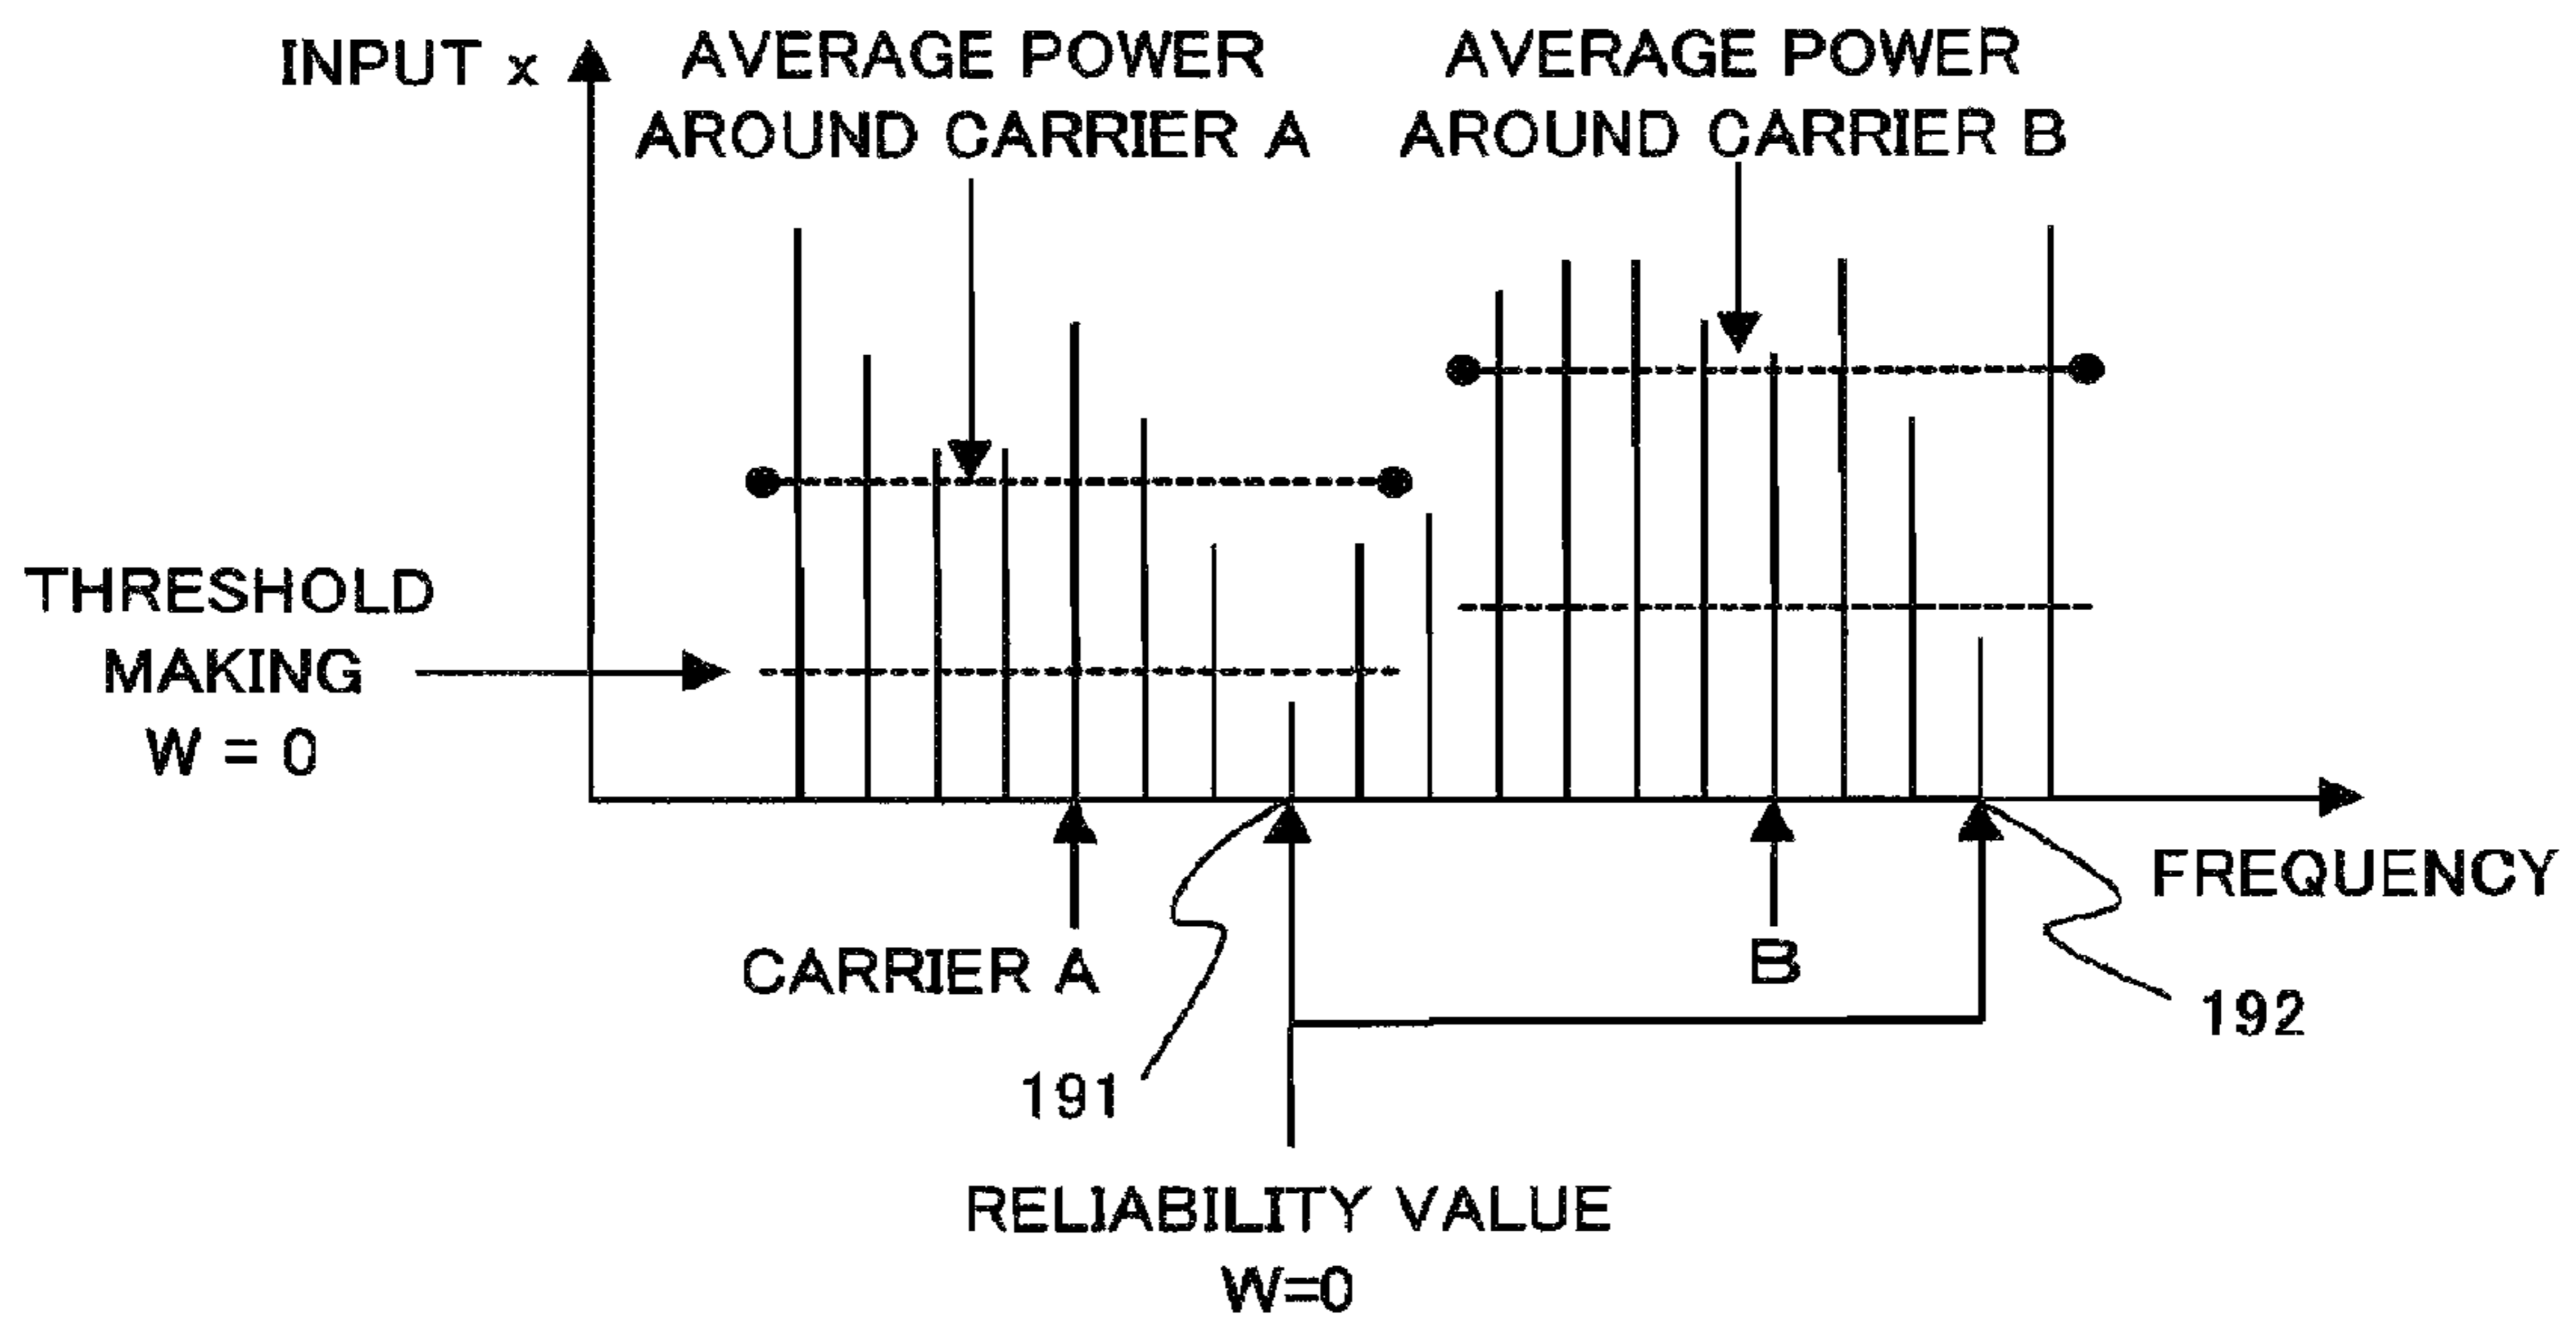 INPUT x
AVERAGE POWER
AROUND CARRIER A
AVERAGE POWER
AROUND CARRIER B
THRESHOLD
MAKING
W = 0
FREQUENCY
CARRIER A
B
191
192
RELIABILITY VALUE
W=0